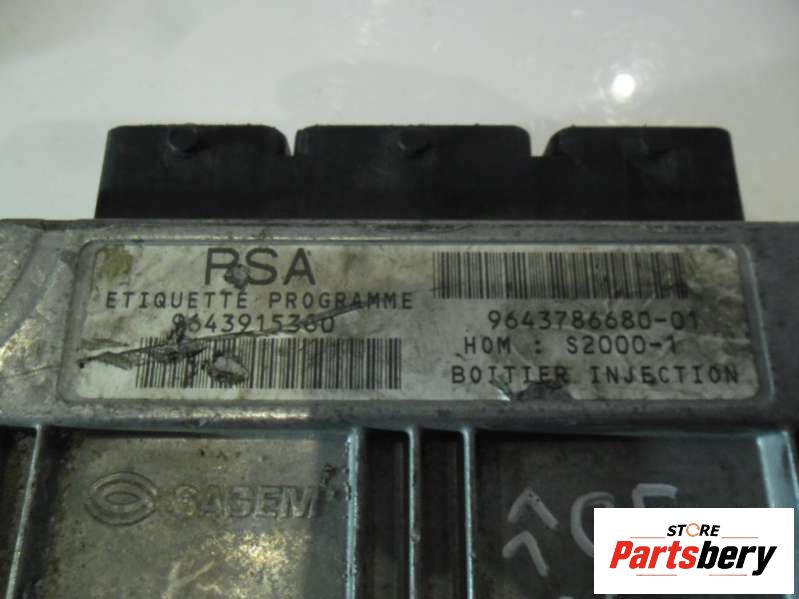 PSA
ETIQUETTE PROGRAMME
9643915380
9643786680-01
HOM : S2000-1
BOITIER INJECTION
SAGEM
STORE
Partsbery